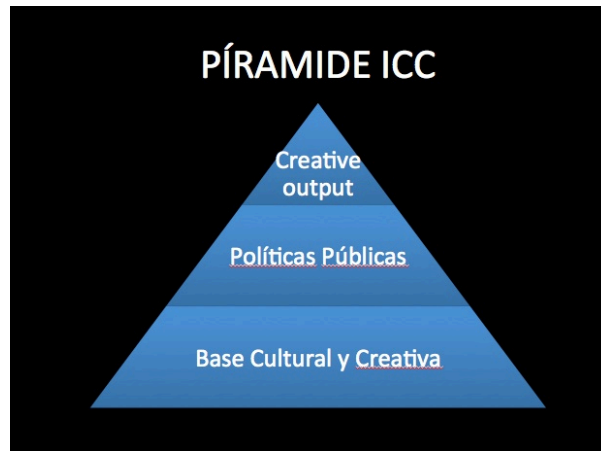 PÍRAMIDE ICC
Creative
output
Políticas Públicas
Base Cultural y Creativa